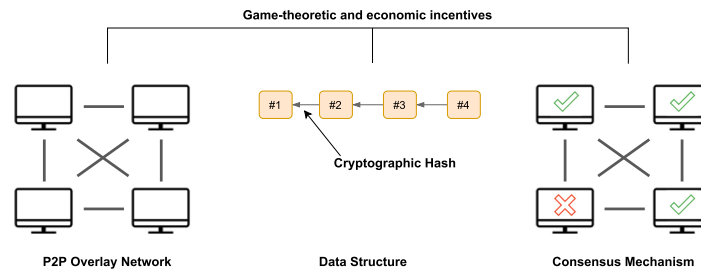 Game-theoretic and economic incentives
#1 #2 #3 #4
Cryptographic Hash
P2P Overlay Network Data Structure Consensus Mechanism